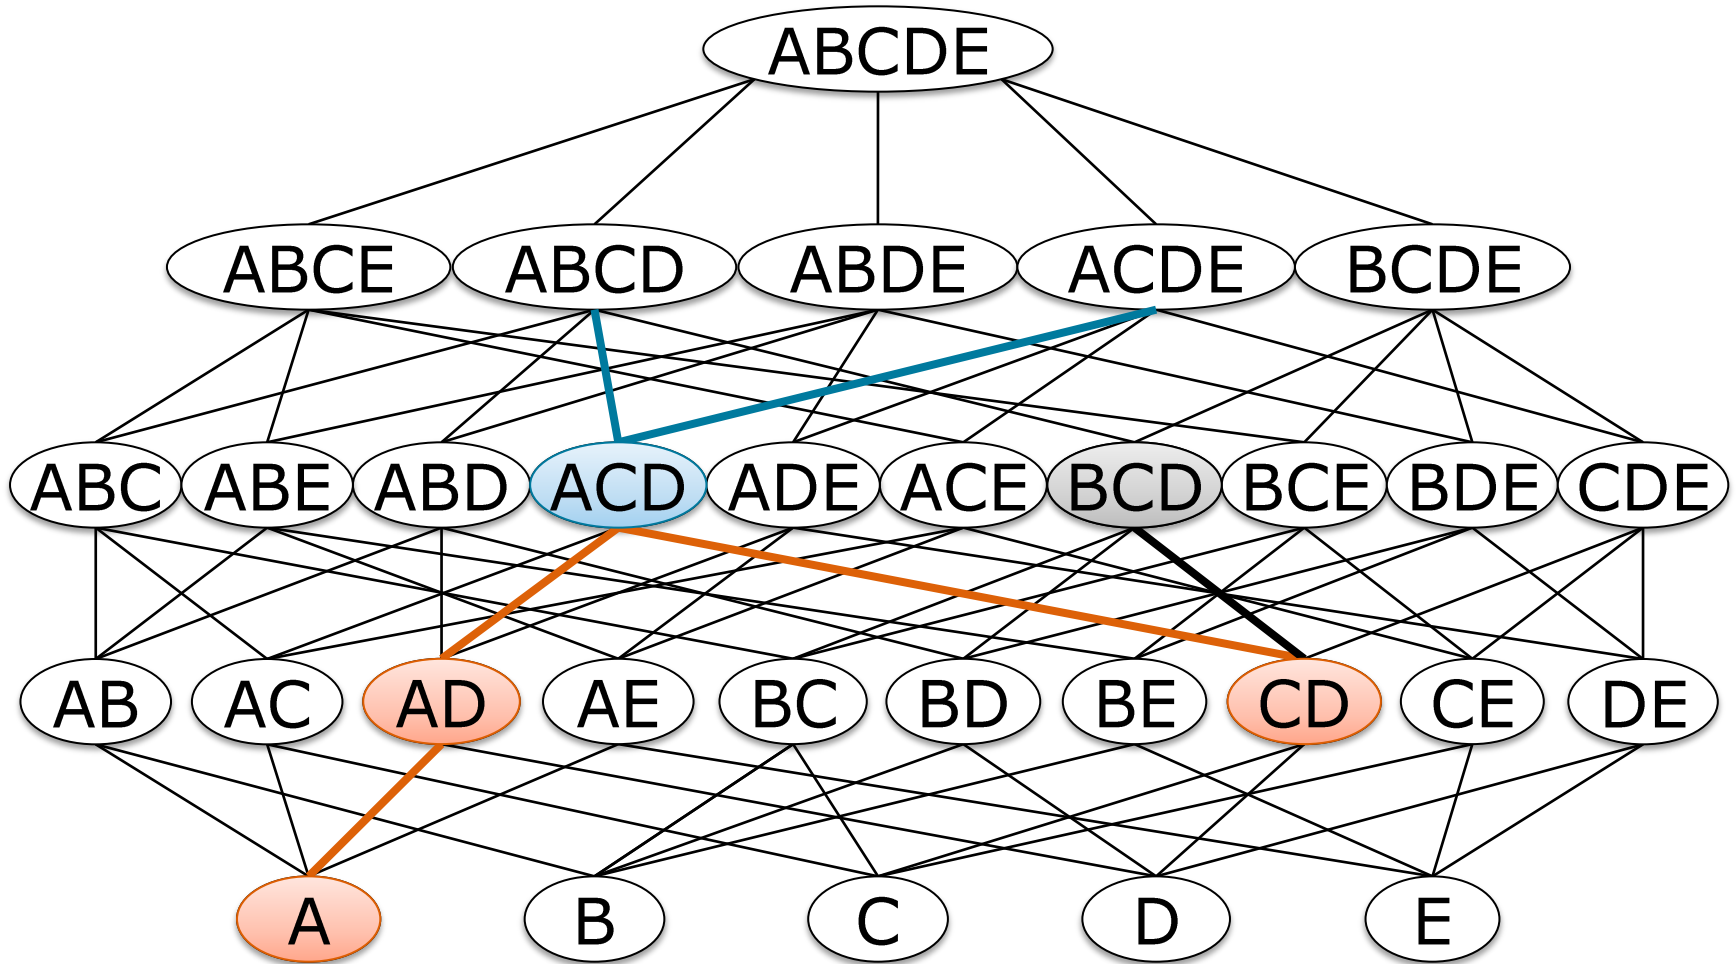 ABCDE
ABCE ABCD ABDE ACDE BCDE
ABC ABE ABD ACD ADE ACE BCD BCE BDE CDE
AB AC AD AE BC BD BE CD CE DE
A B C D E